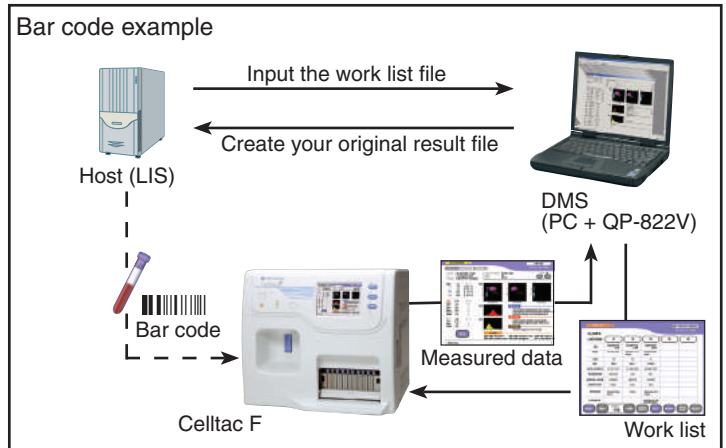 Bar code example
Input the work list file
Create your original result file
Host (LIS)
DMS
(PC + QP-822V)
Bar code
Measured data
Celltac F
Work list